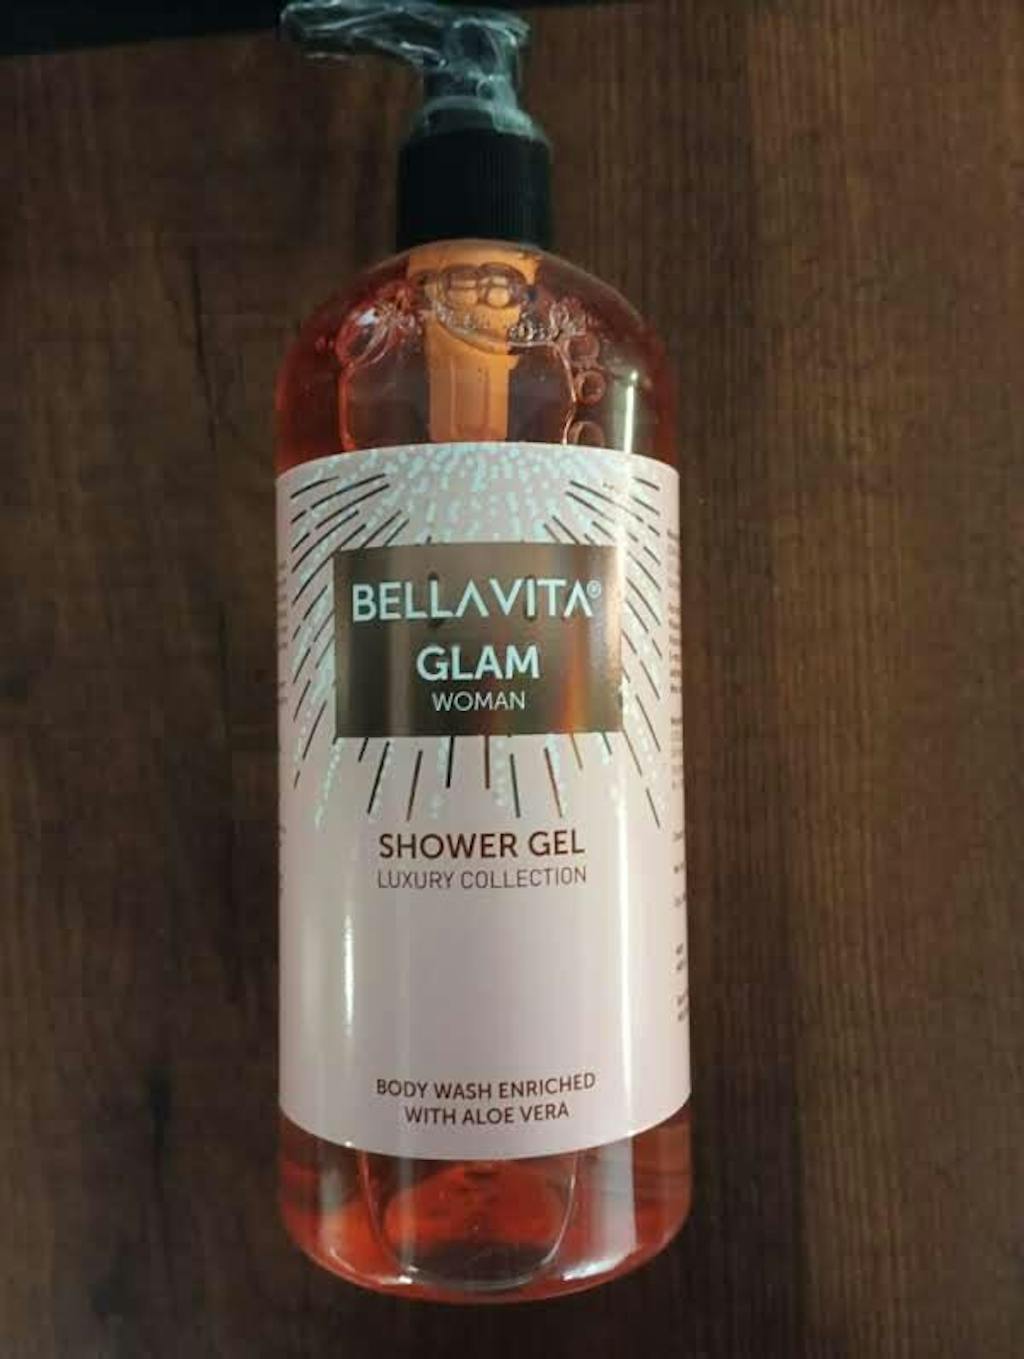 BELLAVITA®
GLAM
WOMAN
SHOWER GEL
LUXURY COLLECTION
BODY WASH ENRICHED
WITH ALOE VERA